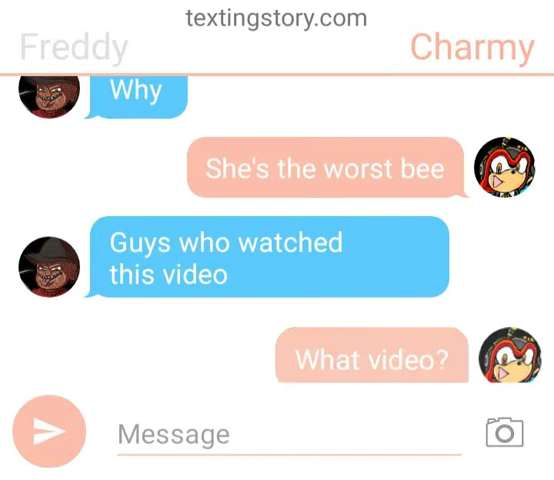 textingstory.com
Freddy
Charmy
Why
She's the worst bee
Guys who watched
this video
What video?
Message